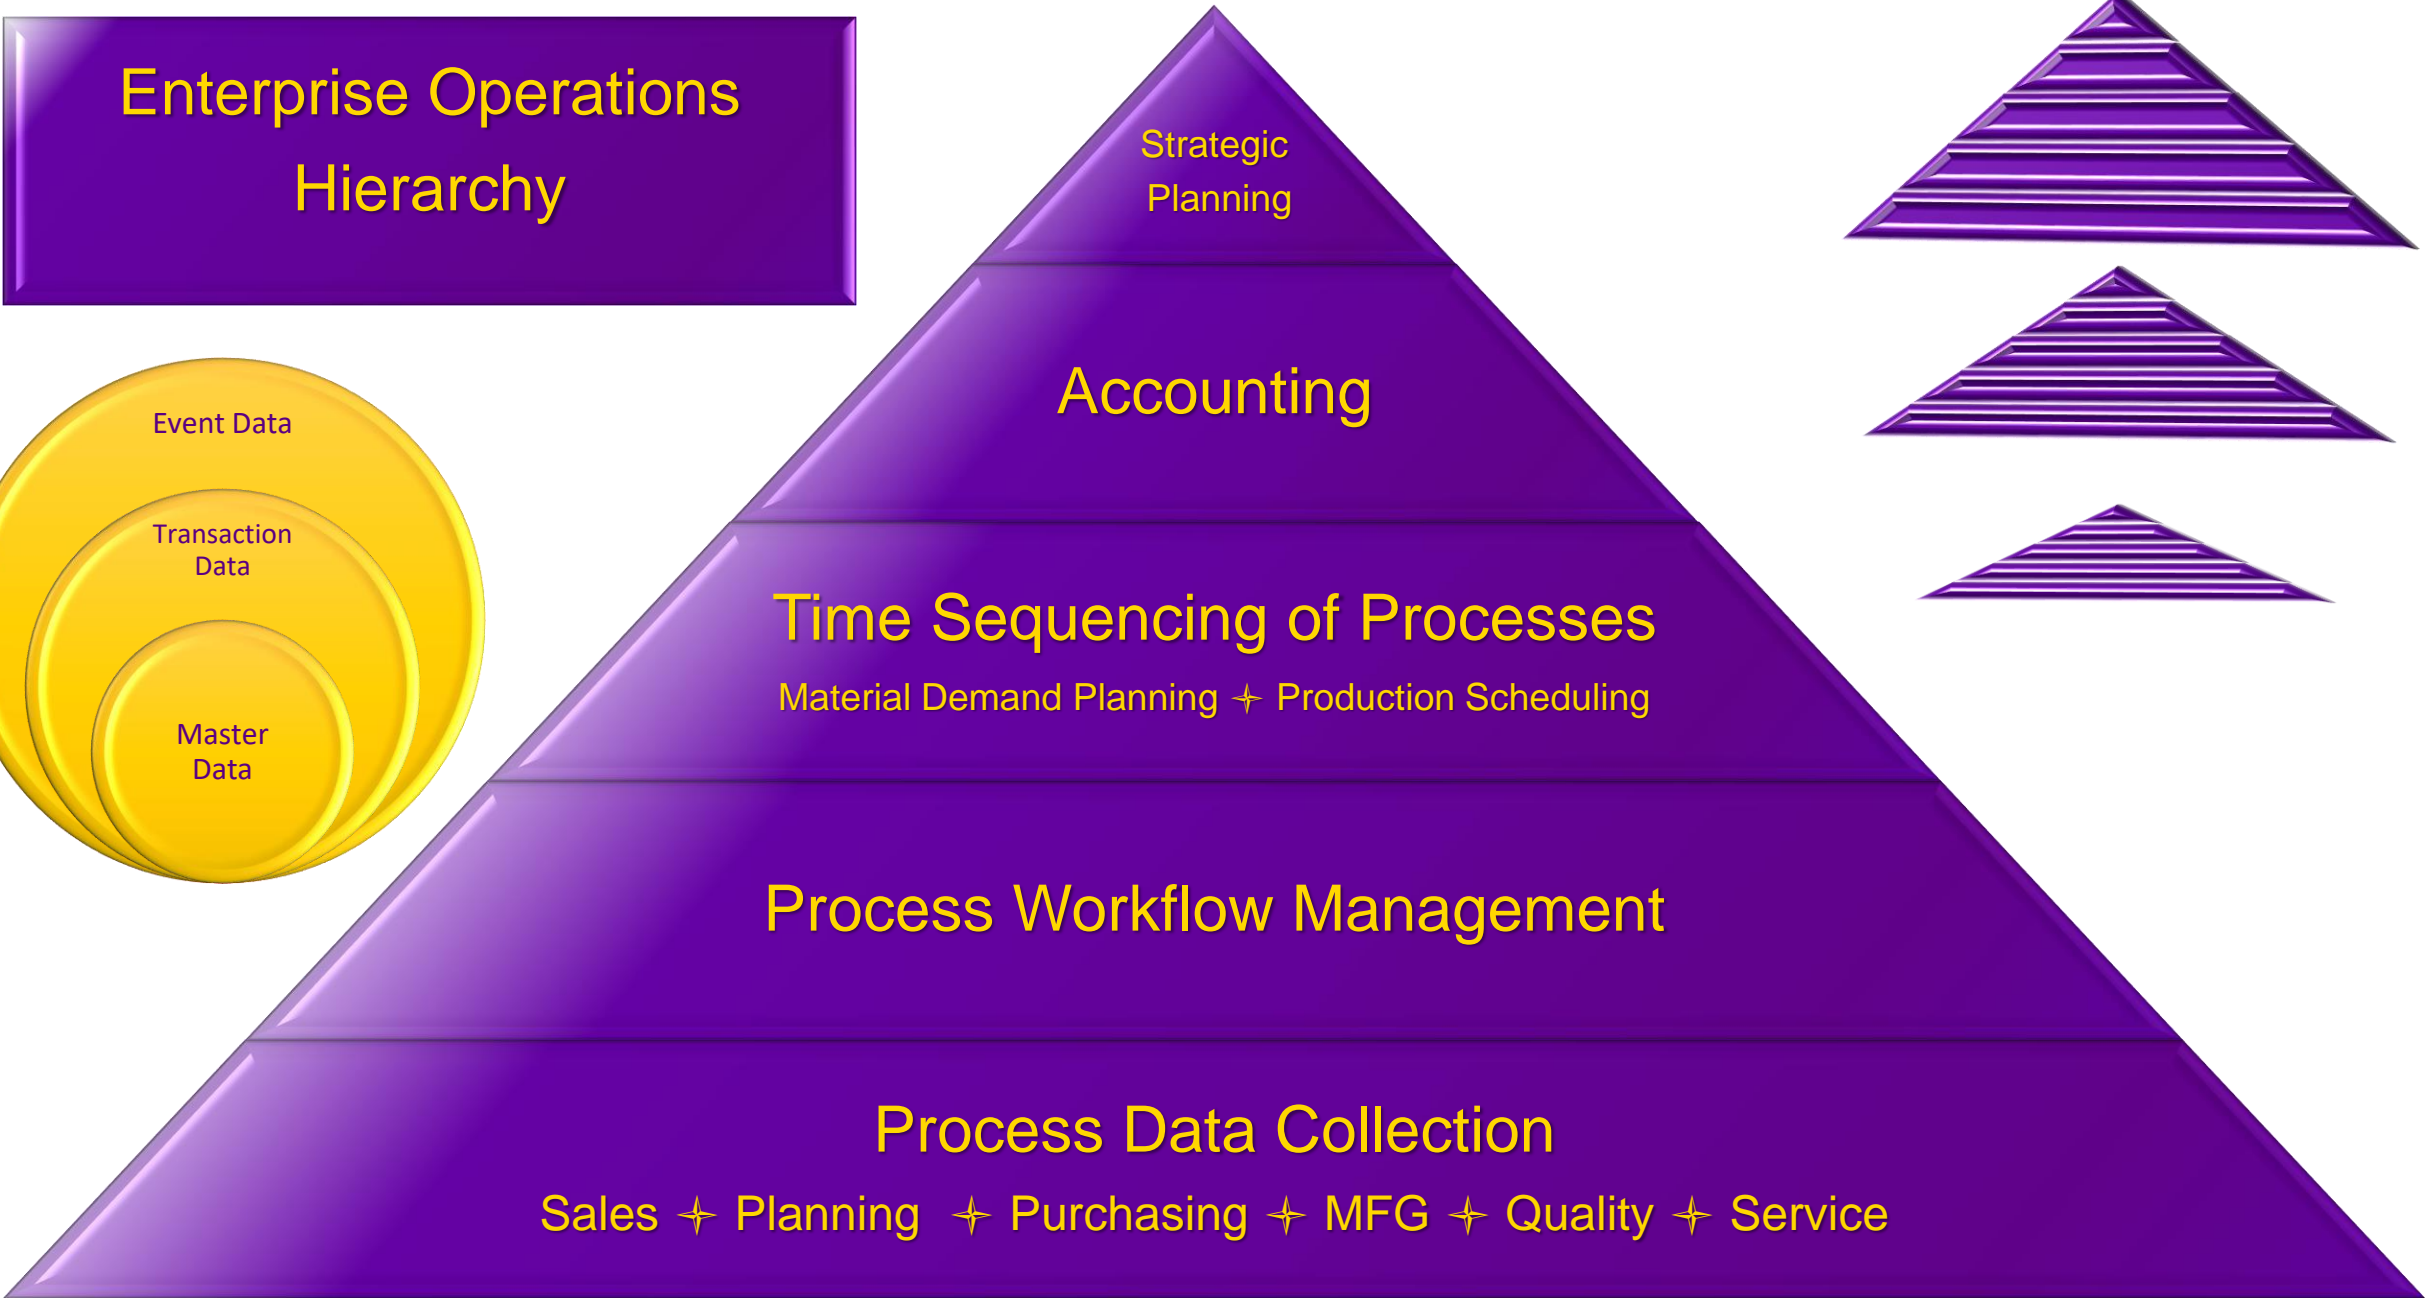 Enterprise Operations
Hierarchy
Strategic
Planning
Accounting
Event Data
Transaction
Data
Master
Data
Time Sequencing of Processes
Material Demand Planning ⟡ Production Scheduling
Process Workflow Management
Process Data Collection
Sales ⟡ Planning ⟡ Purchasing ⟡ MFG ⟡ Quality ⟡ Service